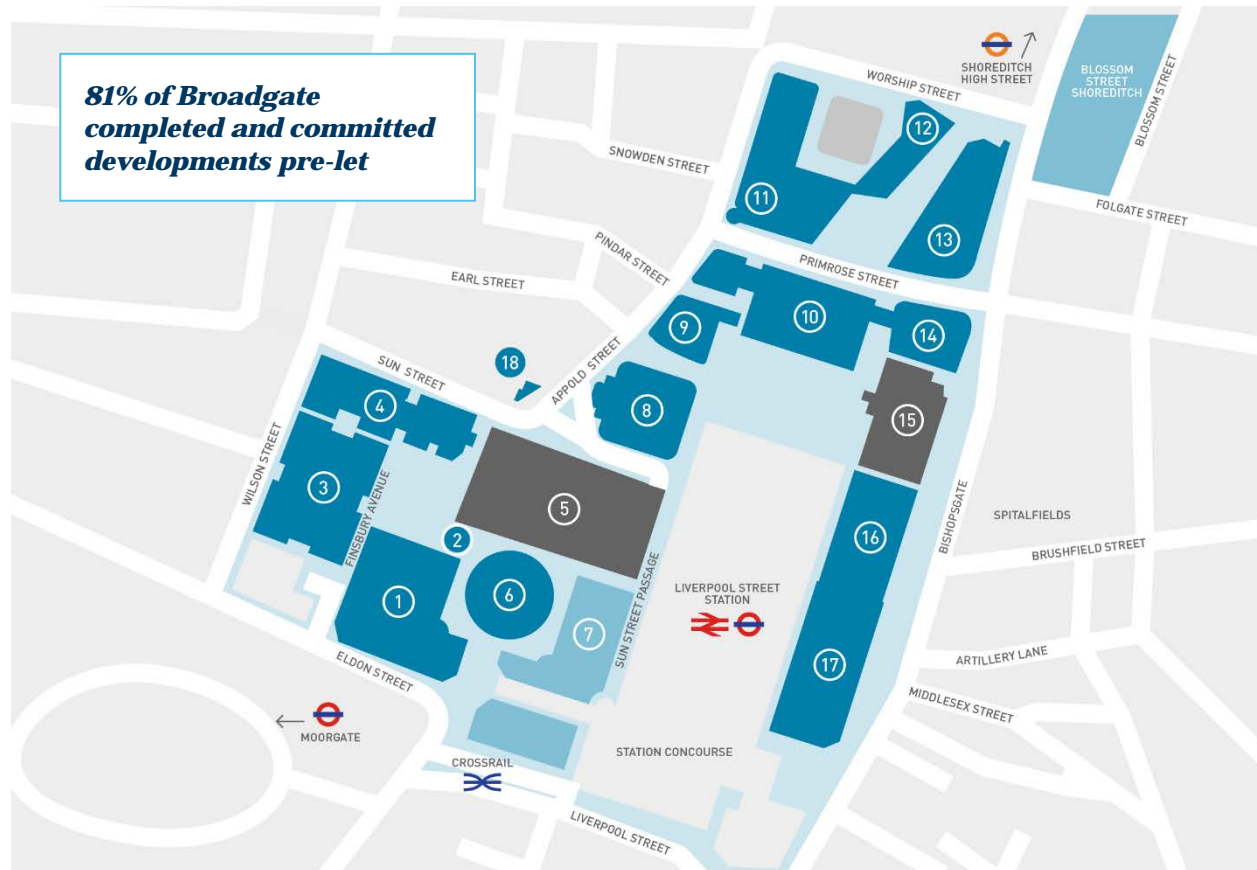 81% of Broadgate
completed and committed
developments pre-let
SHOREDITCH
HIGH STREET
WORSHIP STREET
BLOSSOM
STREET
SHOREDITCH
BLOSSOM STREET
12
SNOWDEN STREET
11
FOLGATE STREET
13
PINDAR STREET
PRIMROSE STREET
EARL STREET
10
9
14
SUN STREET
18
APPOLD STREET
4
8
15
WILSON STREET
3
FINSBURY AVENUE
5
SPITALFIELDS
BISHOPSGATE
2
16
BRUSHFIELD STREET
1
6
7
SUN STREET PASSAGE
LIVERPOOL STREET
STATION
17
ARTILLERY LANE
ELDON STREET
MIDDLESEX STREET
MOORGATE
STATION CONCOURSE
CROSSRAIL
LIVERPOOL STREET